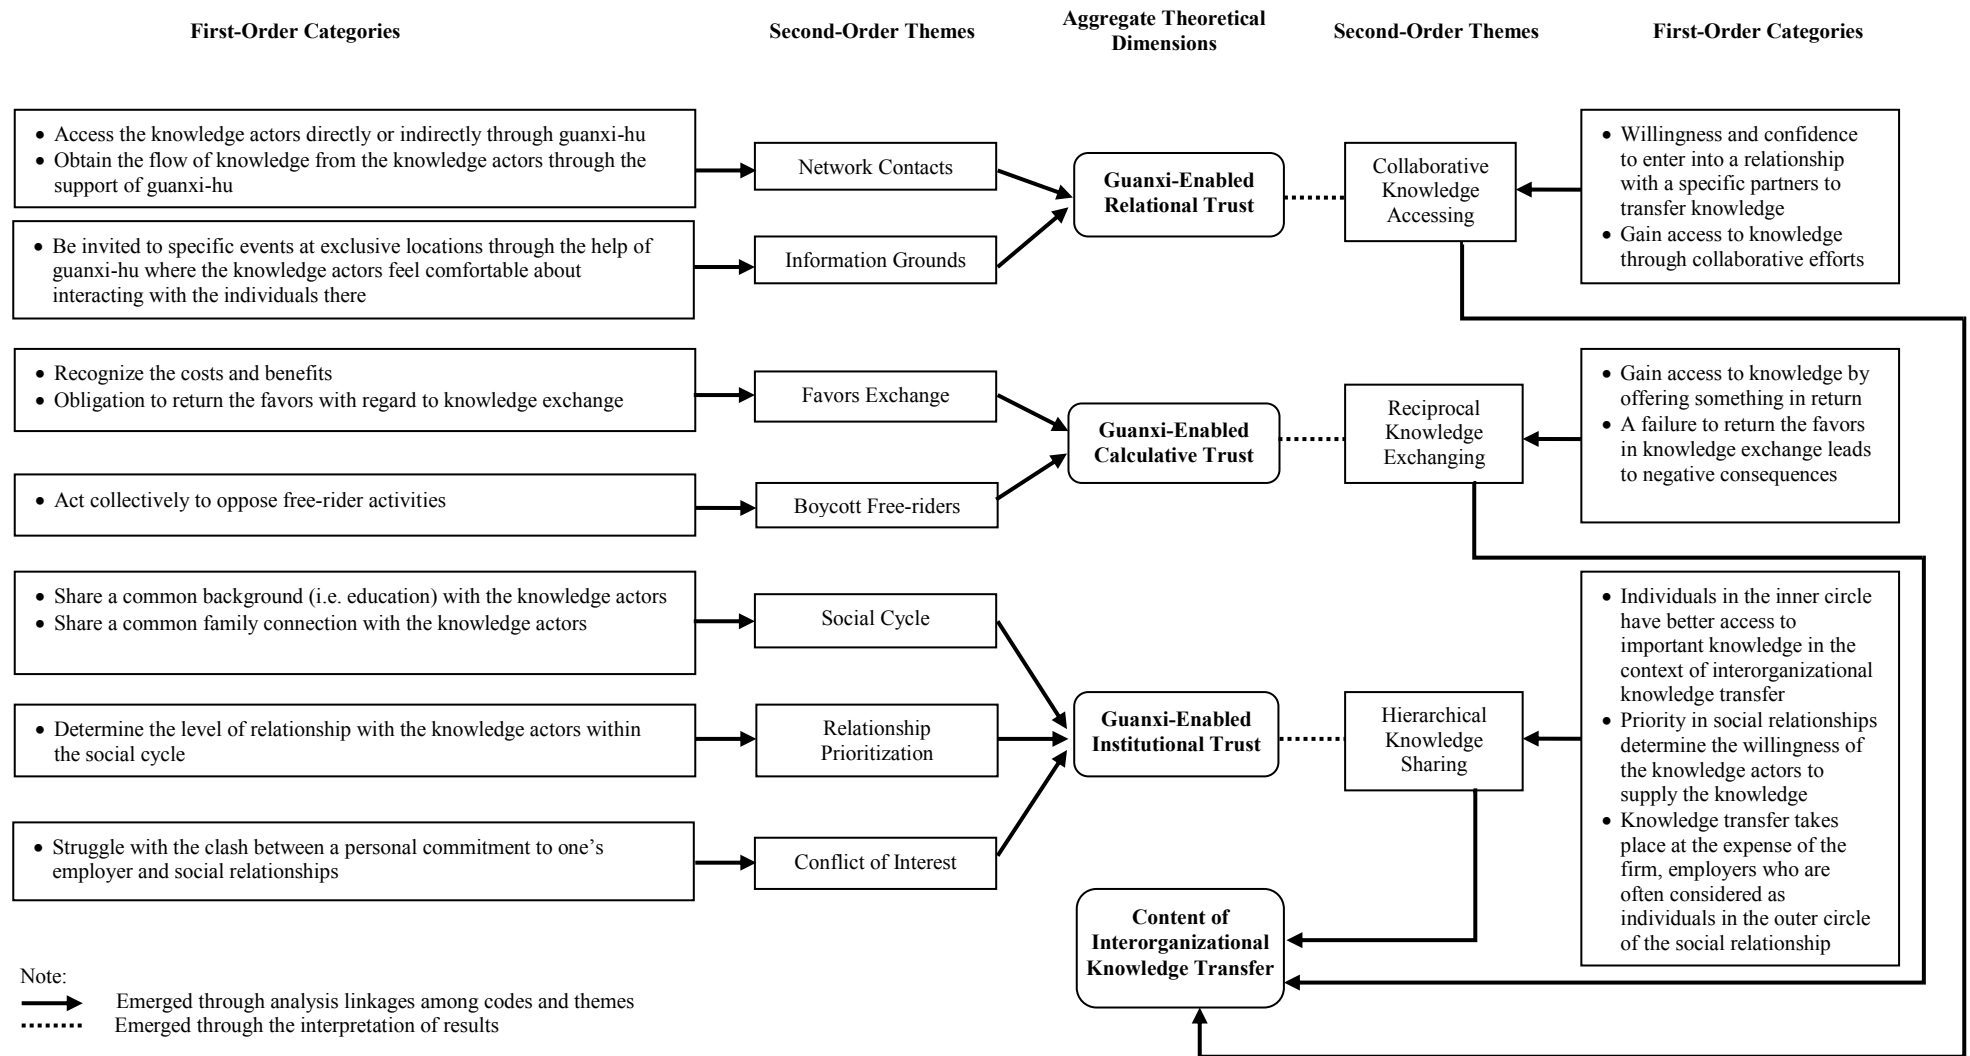 First-Order Categories
Second-Order Themes
Aggregate Theoretical
Dimensions
Second-Order Themes
First-Order Categories
• Access the knowledge actors directly or indirectly through guanxi-hu
• Obtain the flow of knowledge from the knowledge actors through the
support of guanxi-hu
Network Contacts
• Be invited to specific events at exclusive locations through the help of
guanxi-hu where the knowledge actors feel comfortable about
interacting with the individuals there
Information Grounds
Guanxi-Enabled
Relational Trust
Collaborative
Knowledge
Accessing
• Willingness and confidence
to enter into a relationship
with a specific partners to
transfer knowledge
• Gain access to knowledge
through collaborative efforts
• Recognize the costs and benefits
• Obligation to return the favors with regard to knowledge exchange
Favors Exchange
• Act collectively to oppose free-rider activities
Boycott Free-riders
Guanxi-Enabled
Calculative Trust
Reciprocal
Knowledge
Exchanging
• Gain access to knowledge by
offering something in return
• A failure to return the favors
in knowledge exchange leads
to negative consequences
• Share a common background (i.e. education) with the knowledge actors
• Share a common family connection with the knowledge actors
Social Cycle
• Determine the level of relationship with the knowledge actors within
the social cycle
Relationship
Prioritization
• Struggle with the clash between a personal commitment to one’s
employer and social relationships
Conflict of Interest
Guanxi-Enabled
Institutional Trust
Hierarchical
Knowledge
Sharing
• Individuals in the inner circle
have better access to
important knowledge in the
context of interorganizational
knowledge transfer
• Priority in social relationships
determine the willingness of
the knowledge actors to
supply the knowledge
• Knowledge transfer takes
place at the expense of the
firm, employers who are
often considered as
individuals in the outer circle
of the social relationship
Content of
Interorganizational
Knowledge Transfer
Note:
Emerged through analysis linkages among codes and themes
Emerged through the interpretation of results